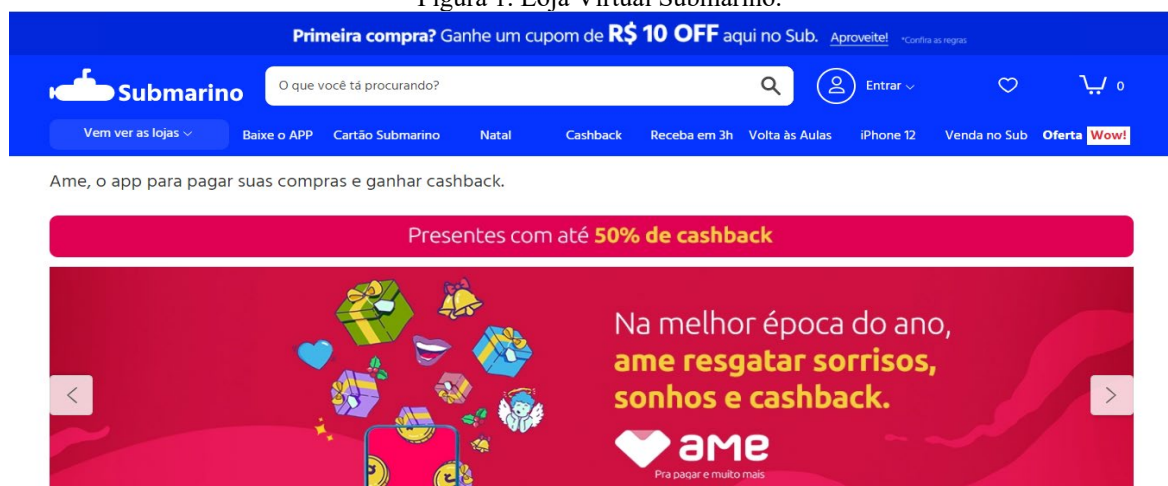 Figura 1: Loja Virtual Submarino.
Primeira compra? Ganhe um cupom de R$ 10 OFF aqui no Sub. Aproveite! *Confira as regras
Submarino O que você tá procurando? Entrar 0
Vem ver as lojas Baixe o APP Cartão Submarino Natal Cashback Receba em 3h Volta às Aulas iPhone 12 Venda no Sub Oferta Wow!
Ame, o app para pagar suas compras e ganhar cashback.
Presentes com até 50% de cashback
Na melhor época do ano,
ame resgatar sorrisos,
sonhos e cashback.
ame
Pra pagar e muito mais